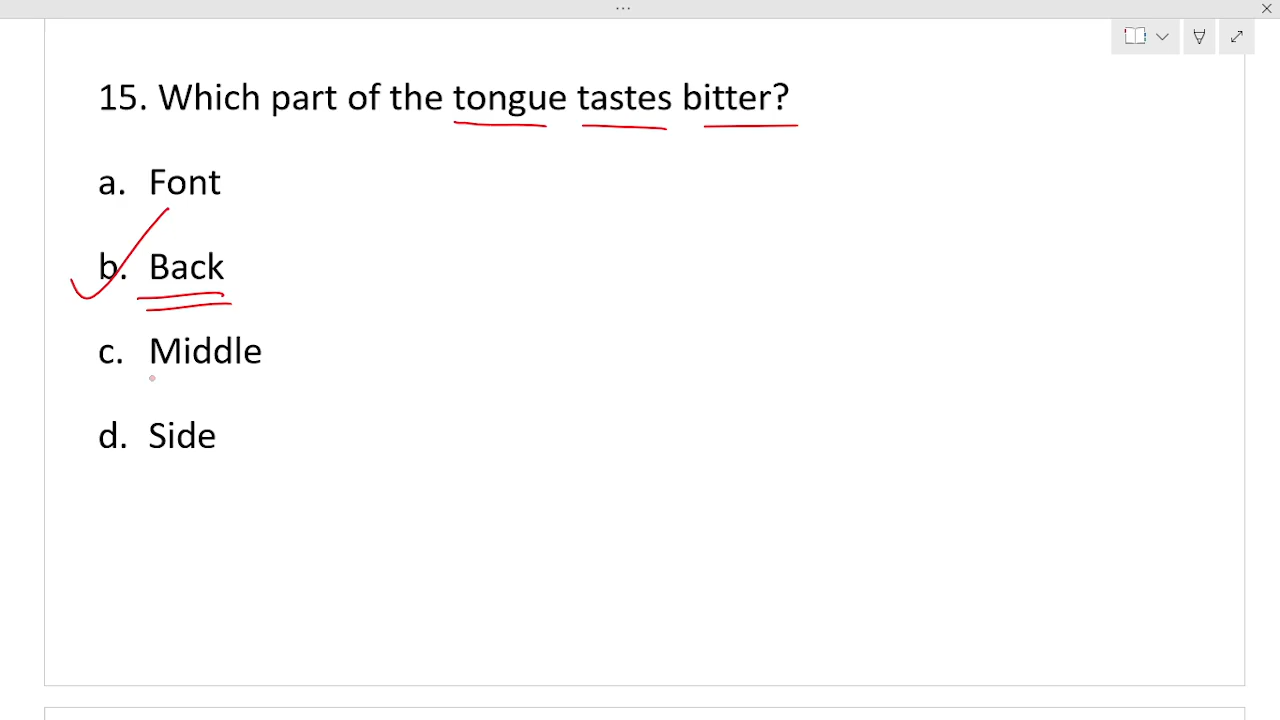 15. Which part of the tongue tastes bitter?
a. Font
b. Back
c. Middle
d. Side